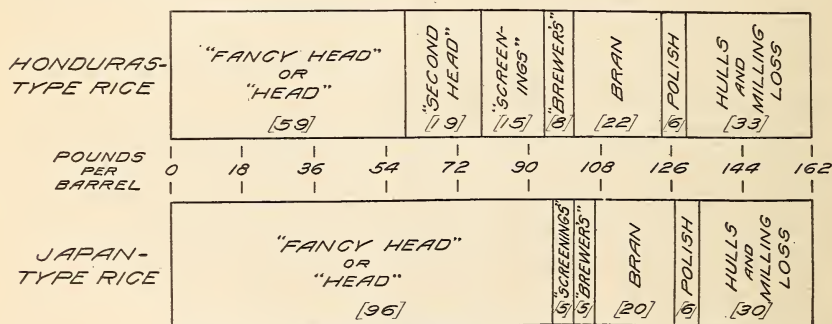 HONDURAS-
TYPE RICE
"FANCY HEAD"
OR
"HEAD"
[59]
"SECOND
HEAD"
[19]
"SCREEN-
INGS"
[15]
"BREWER'S"
[8]
BRAN
[22]
POLISH
[6]
HULLS
AND
MILLING
LOSS
[33]
POUNDS
PER
BARREL
0 18 36 54 72 90 108 126 144 162
JAPAN-
TYPE RICE
"FANCY HEAD"
OR
"HEAD"
[96]
"SCREENINGS"
[5]
"BREWER'S"
[5]
BRAN
[20]
POLISH
[6]
HULLS
AND
MILLING
LOSS
[30]